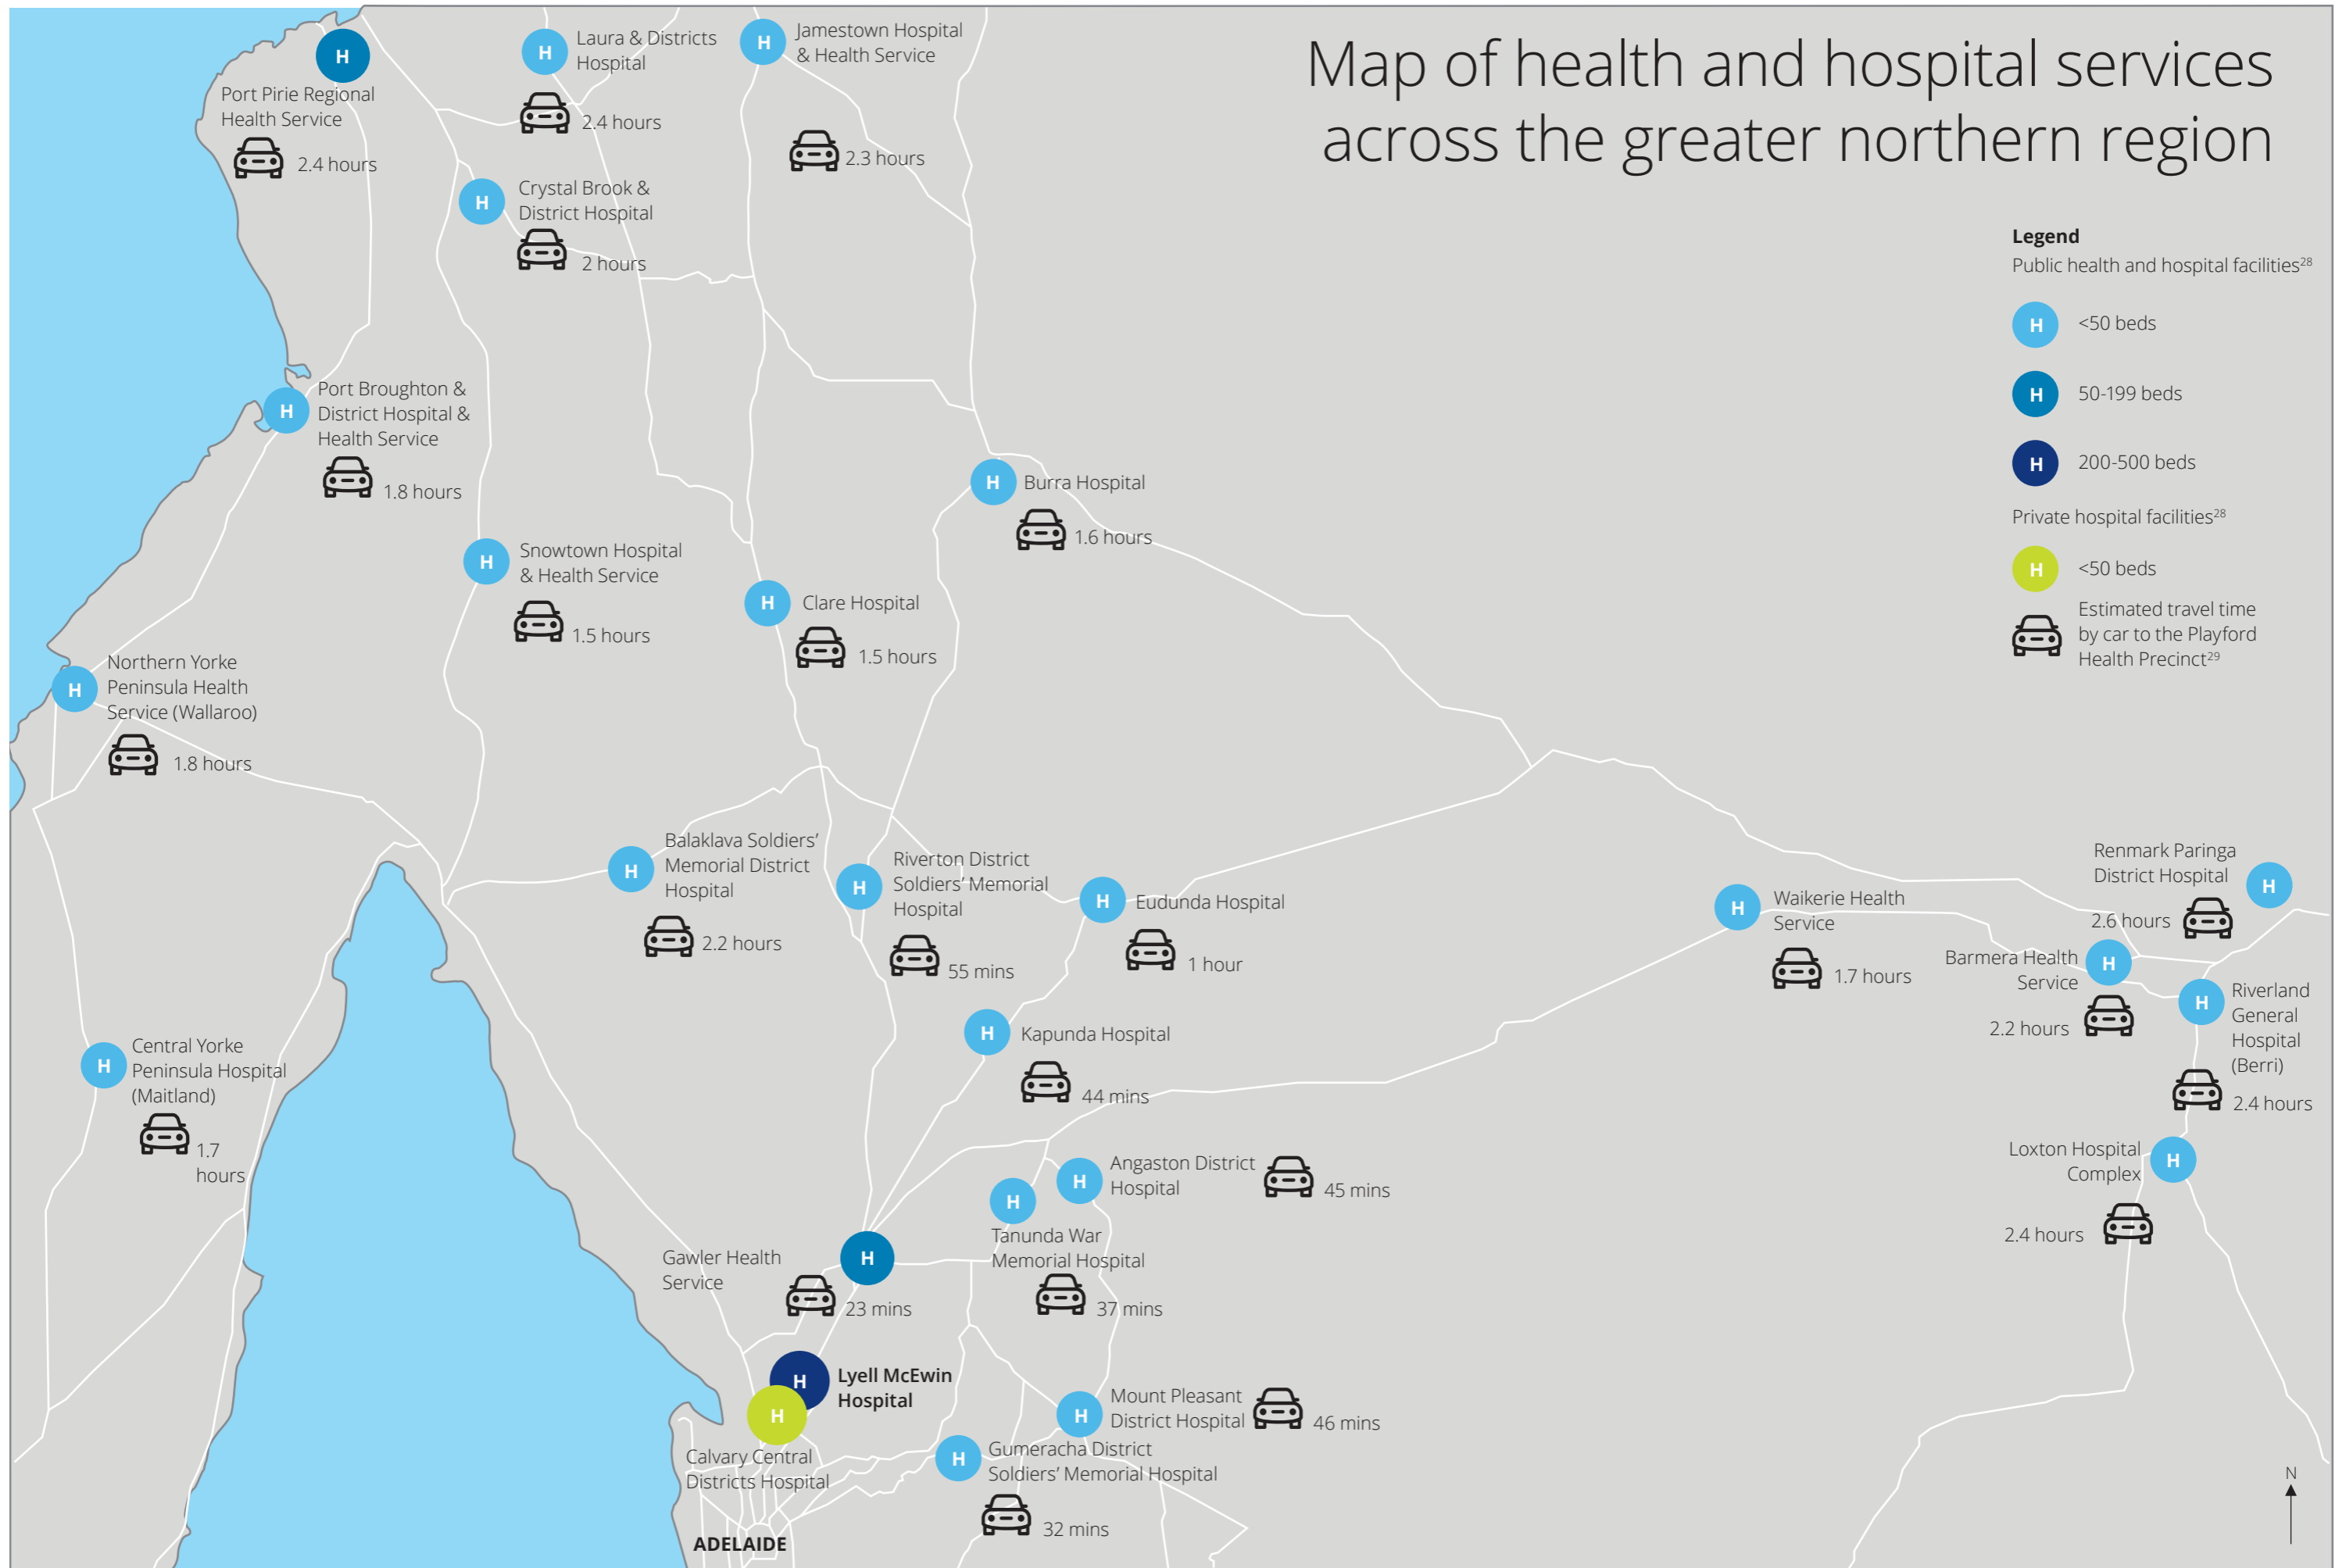 Map of health and hospital services
across the greater northern region
H
Port Pirie Regional
Health Service
2.4 hours
H
Laura & Districts
Hospital
2.4 hours
H
Jamestown Hospital
& Health Service
2.3 hours
H
Crystal Brook &
District Hospital
2 hours
Legend
Public health and hospital facilities28
H
<50 beds
H
50-199 beds
H
200-500 beds
Private hospital facilities28
H
<50 beds
Estimated travel time
by car to the Playford
Health Precinct29
H
Port Broughton &
District Hospital &
Health Service
1.8 hours
H
Burra Hospital
1.6 hours
H
Snowtown Hospital
& Health Service
1.5 hours
H
Clare Hospital
1.5 hours
H
Northern Yorke
Peninsula Health
Service (Wallaroo)
1.8 hours
H
Balaklava Soldiers’
Memorial District
Hospital
2.2 hours
H
Riverton District
Soldiers’ Memorial
Hospital
55 mins
H
Eudunda Hospital
1 hour
H
Waikerie Health
Service
1.7 hours
Renmark Paringa
District Hospital
H
2.6 hours
Barmera Health
Service
H
2.2 hours
H
Riverland
General
Hospital
(Berri)
2.4 hours
H
Kapunda Hospital
44 mins
H
Central Yorke
Peninsula Hospital
(Maitland)
1.7
hours
Loxton Hospital
Complex
H
2.4 hours
H
Angaston District
Hospital
45 mins
H
Tanunda War
Memorial Hospital
37 mins
Gawler Health
Service
H
23 mins
H
Lyell McEwin
Hospital
H
Calvary Central
Districts Hospital
H
Mount Pleasant
District Hospital
46 mins
H
Gumeracha District
Soldiers’ Memorial Hospital
32 mins
ADELAIDE
N